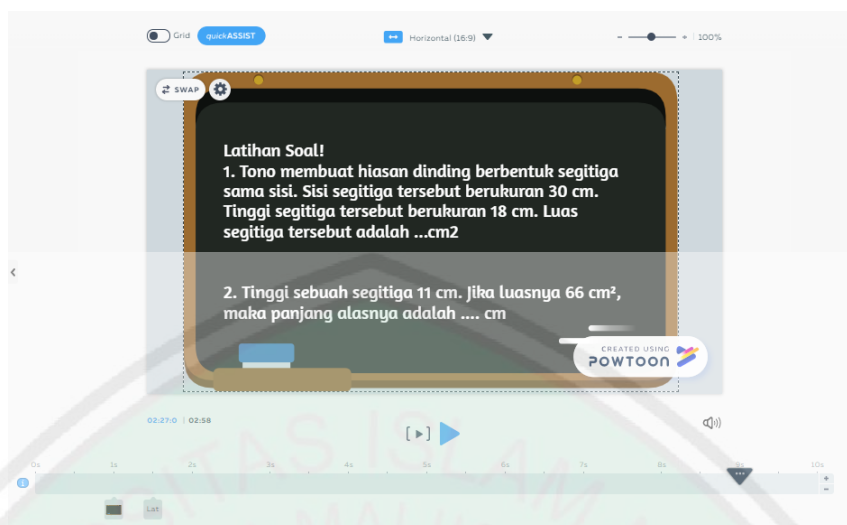 Grid quickASSIST Horizontal (16:9) - + 100%
SWAP
Latihan Soal!
1. Tono membuat hiasan dinding berbentuk segitiga
sama sisi. Sisi segitiga tersebut berukuran 30 cm.
Tinggi segitiga tersebut berukuran 18 cm. Luas
segitiga tersebut adalah ...cm2
2. Tinggi sebuah segitiga 11 cm. Jika luasnya 66 cm²,
maka panjang alasnya adalah .... cm
CREATED USING
POWTOON
02:27:0 | 02:58
0s 1s 2s 3s 4s 5s 6s 7s 8s 9s 10s
Lat